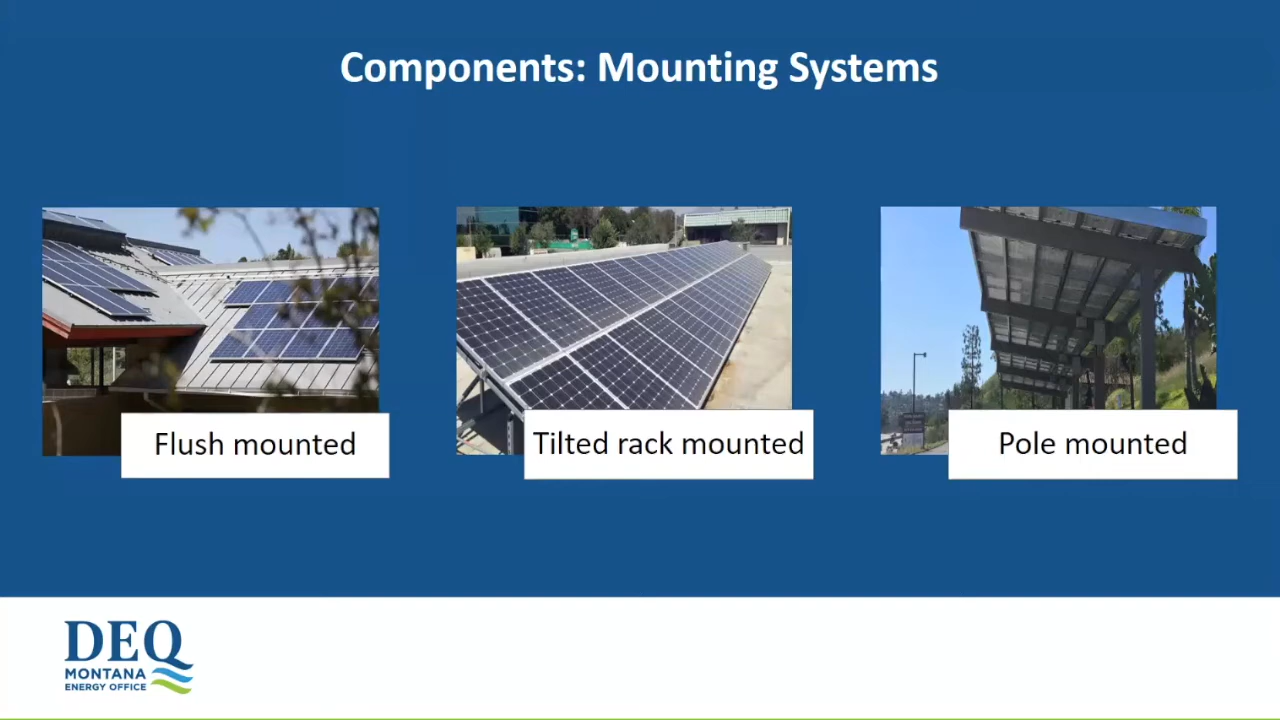 Components: Mounting Systems
Flush mounted
Tilted rack mounted
Pole mounted
DEQ
MONTANA
ENERGY OFFICE